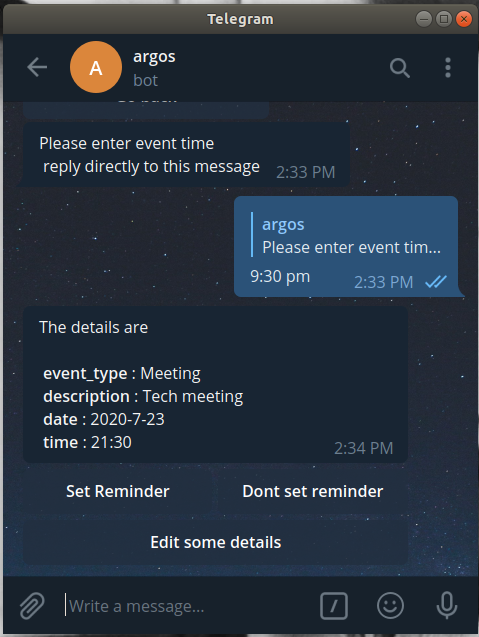 Telegram
A
argos
bot
Please enter event time
reply directly to this message
2:33 PM
argos
Please enter event tim...
9:30 pm
2:33 PM
The details are
event_type : Meeting
description : Tech meeting
date : 2020-7-23
time : 21:30
2:34 PM
Set Reminder
Dont set reminder
Edit some details
Write a message...